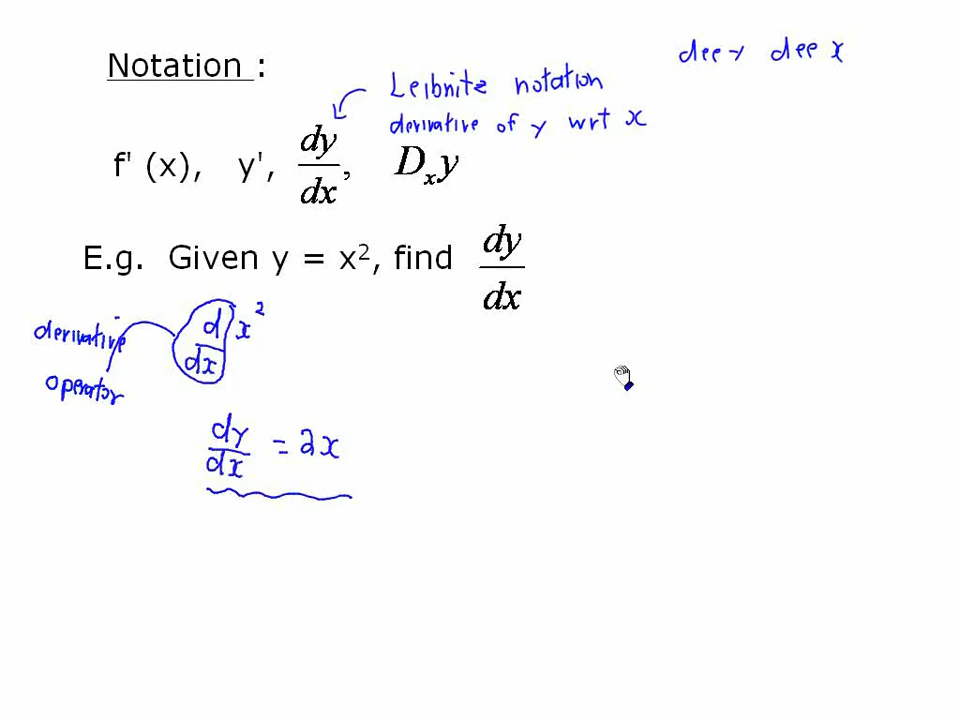 Notation :
dee y dee x
Leibnitz notation
derivative of y wrt x
f' (x), y', dy/dx, Dₓy
E.g. Given y = x², find dy/dx
derivative
operator
d/dx x²
dy/dx = 2x